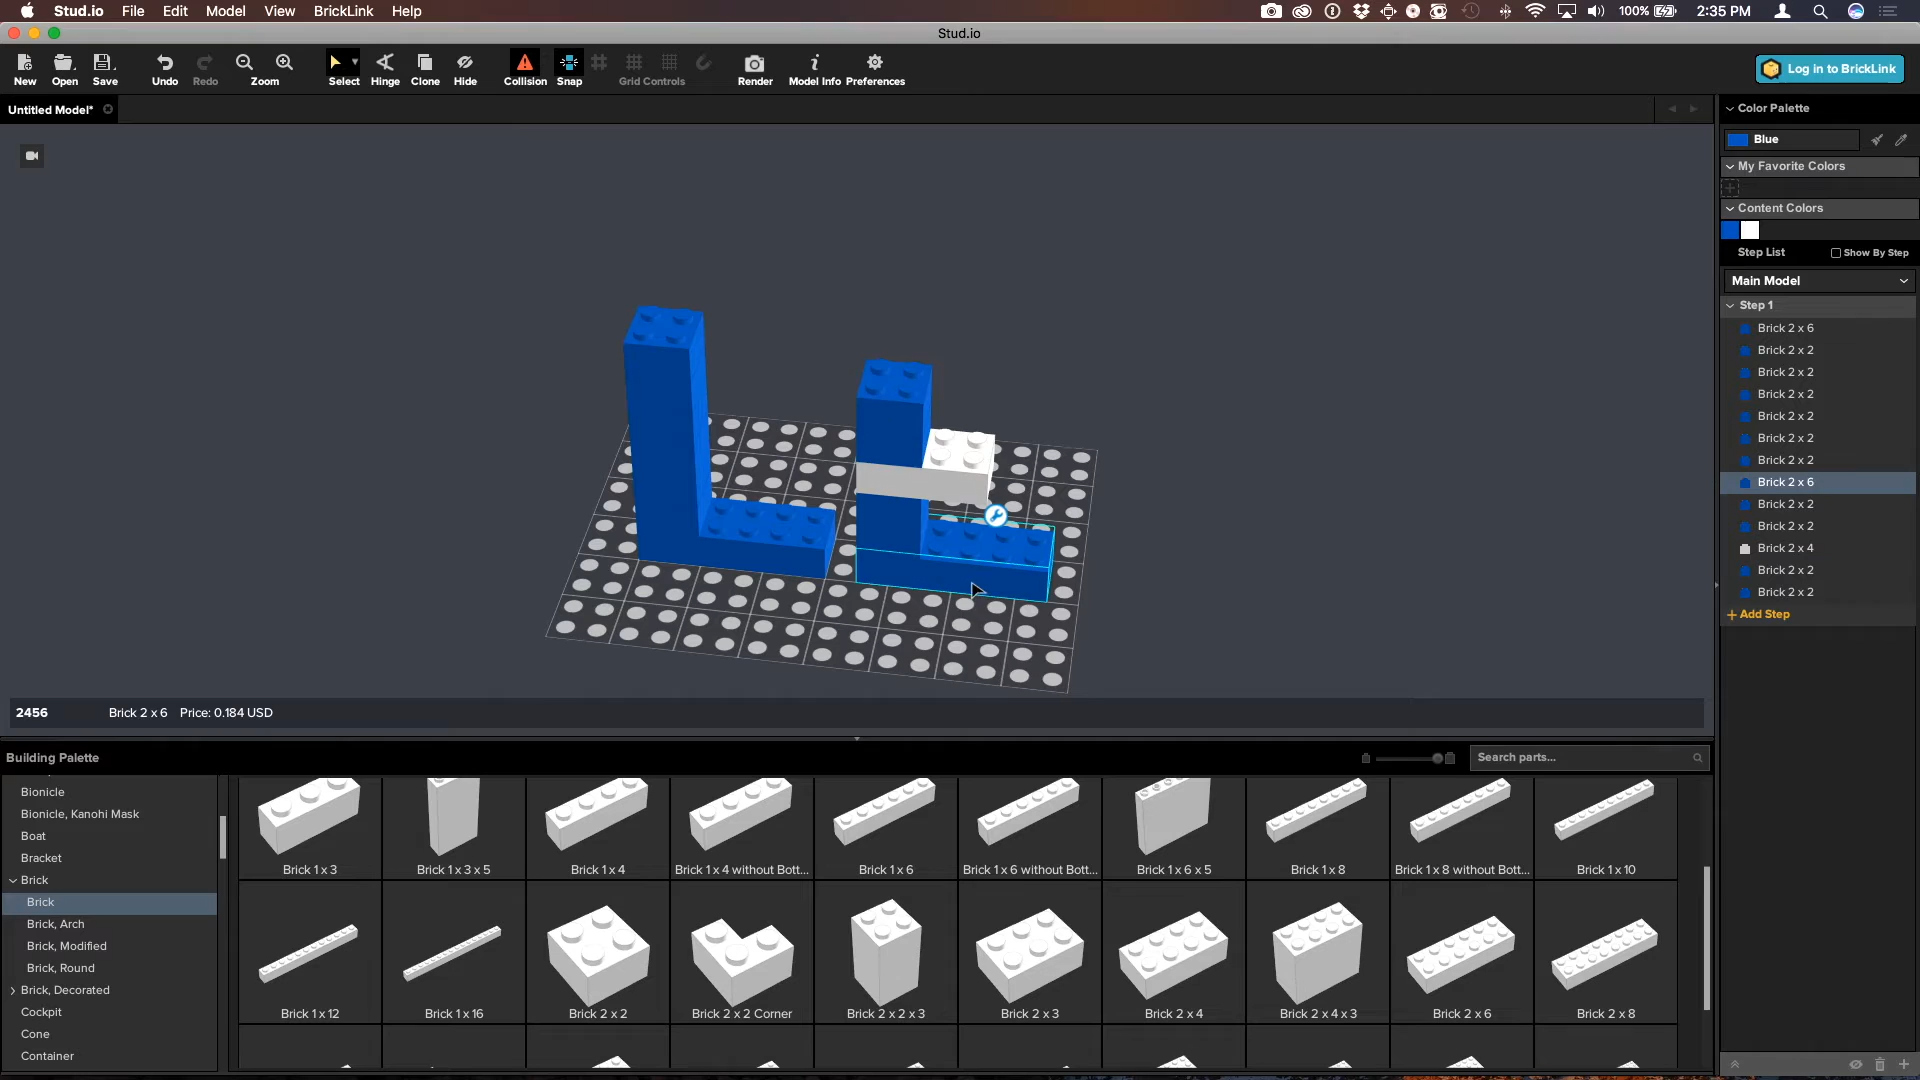 Stud.io File Edit Model View BrickLink Help 100% 2:35 PM
Stud.io
New Open Save Undo Redo Zoom Select Hinge Clone Hide Collision Snap Grid Controls Render Model Info Preferences
Log in to BrickLink
Untitled Model*
Color Palette
Blue
My Favorite Colors
Content Colors
Step List Show By Step
Main Model
Step 1
Brick 2 x 6
Brick 2 x 2
Brick 2 x 2
Brick 2 x 2
Brick 2 x 2
Brick 2 x 2
Brick 2 x 2
Brick 2 x 6
Brick 2 x 2
Brick 2 x 2
Brick 2 x 4
Brick 2 x 2
Brick 2 x 2
+ Add Step
2456 Brick 2 x 6 Price: 0.184 USD
Building Palette
Search parts...
Bionicle
Bionicle, Kanohi Mask
Boat
Bracket
Brick
Brick
Brick, Arch
Brick, Modified
Brick, Round
Brick, Decorated
Cockpit
Cone
Container
Brick 1 x 3 Brick 1 x 3 x 5 Brick 1 x 4 Brick 1 x 4 without Bott... Brick 1 x 6 Brick 1 x 6 without Bott... Brick 1 x 6 x 5 Brick 1 x 8 Brick 1 x 8 without Bott... Brick 1 x 10
Brick 1 x 12 Brick 1 x 16 Brick 2 x 2 Brick 2 x 2 Corner Brick 2 x 2 x 3 Brick 2 x 3 Brick 2 x 4 Brick 2 x 4 x 3 Brick 2 x 6 Brick 2 x 8